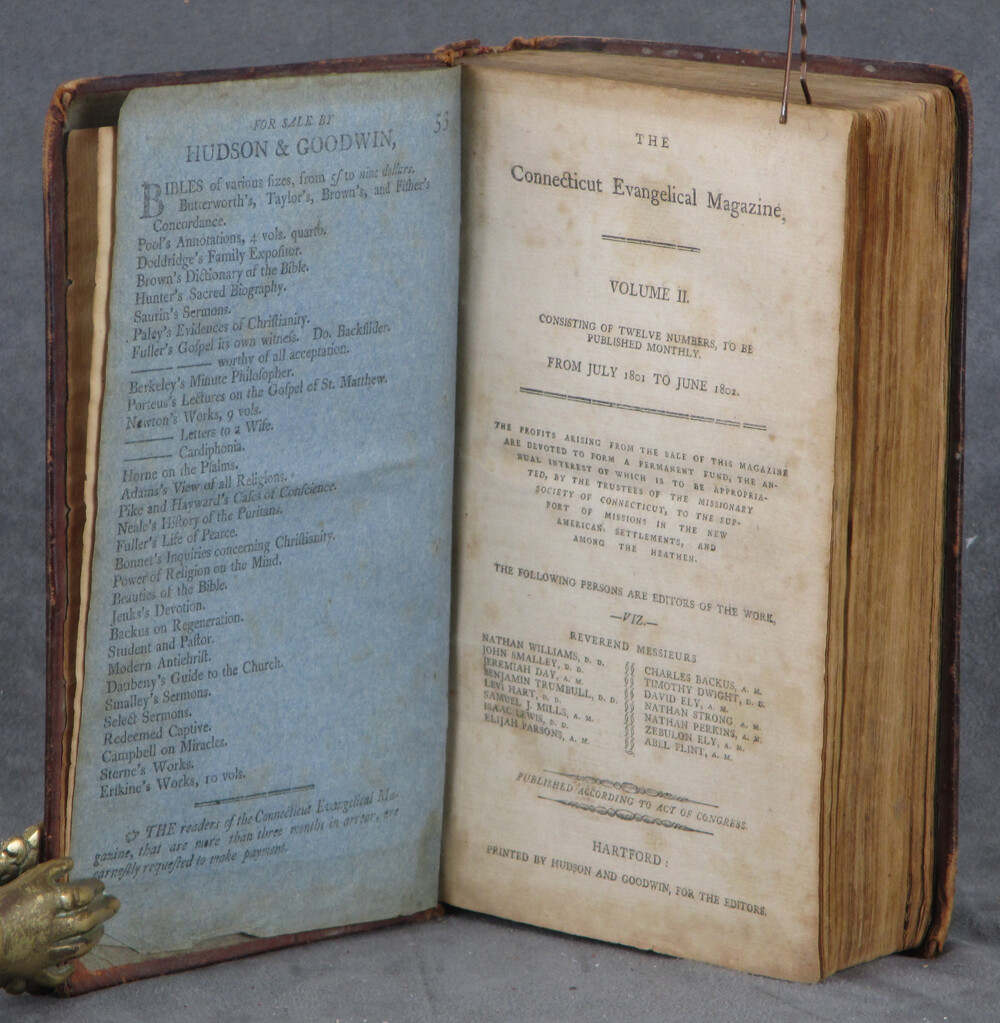 FOR SALE BY
HUDSON & GOODWIN,
BIBLES of various ſizes, from 5ſ to nine dollars.
Butterworth's, Taylor's, Brown's, and Fiſher's
Concordance.
Pool's Annotations, 4 vols. quarto.
Doddridge's Family Expoſitor.
Brown's Dictionary of the Bible.
Hunter's Sacred Biography.
Saurin's Sermons.
Paley's Evidences of Chriſtianity.
Fuller's Goſpel its own witneſs. Do. Backſlider.
—— —— worthy of all acceptation.
Berkeley's Minute Philoſopher.
Porteus's Lectures on the Goſpel of St. Matthew.
Newton's Works, 9 vols.
—— Letters to a Wife.
—— Cardiphonia.
Horne on the Pſalms.
Adams's View of all Religions.
Pike and Hayward's Caſes of Conſcience.
Neale's Hiſtory of the Puritans.
Fuller's Life of Pearce.
Bonnet's Inquiries concerning Chriſtianity.
Power of Religion on the Mind.
Beauties of the Bible.
Jenks's Devotion.
Backus on Regeneration.
Student and Paſtor.
Modern Antichriſt.
Daubeny's Guide to the Church.
Smalley's Sermons.
Select Sermons.
Redeemed Captive.
Campbell on Miracles.
Sterne's Works.
Erſkine's Works, 10 vols.
☞ THE readers of the Connecticut Evangelical Ma-
gazine, that are more than three months in arrear, are
earneſtly requeſted to make payment.
THE
Connecticut Evangelical Magazine,
VOLUME II.
CONSISTING OF TWELVE NUMBERS, TO BE
PUBLISHED MONTHLY.
FROM JULY 1801 TO JUNE 1802.
THE PROFITS ARISING FROM THE SALE OF THIS MAGAZINE
ARE DEVOTED TO FORM A PERMANENT FUND; THE AN-
NUAL INTEREST OF WHICH IS TO BE APPROPRIA-
TED, BY THE TRUSTEES OF THE MISSIONARY
SOCIETY OF CONNECTICUT, TO THE SUP-
PORT OF MISSIONS IN THE NEW
AMERICAN, SETTLEMENTS, AND
AMONG THE HEATHEN.
THE FOLLOWING PERSONS ARE EDITORS OF THE WORK,
—VIZ.—
REVEREND MESSIEURS
NATHAN WILLIAMS, D. D.
JOHN SMALLEY, D. D.
JEREMIAH DAY, A. M.
BENJAMIN TRUMBULL, D. D.
LEVI HART, D. D.
SAMUEL J. MILLS, A. M.
ISAAC LEWIS, D. D.
ELIJAH PARSONS, A. M.
CHARLES BACKUS, A. M.
TIMOTHY DWIGHT, D. D.
DAVID ELY, A. M.
NATHAN STRONG, A. M.
NATHAN PERKINS, A. M.
ZEBULON ELY, A. M.
ABEL FLINT, A. M.
PUBLISHED ACCORDING TO ACT OF CONGRESS.
HARTFORD:
PRINTED BY HUDSON AND GOODWIN, FOR THE EDITORS.